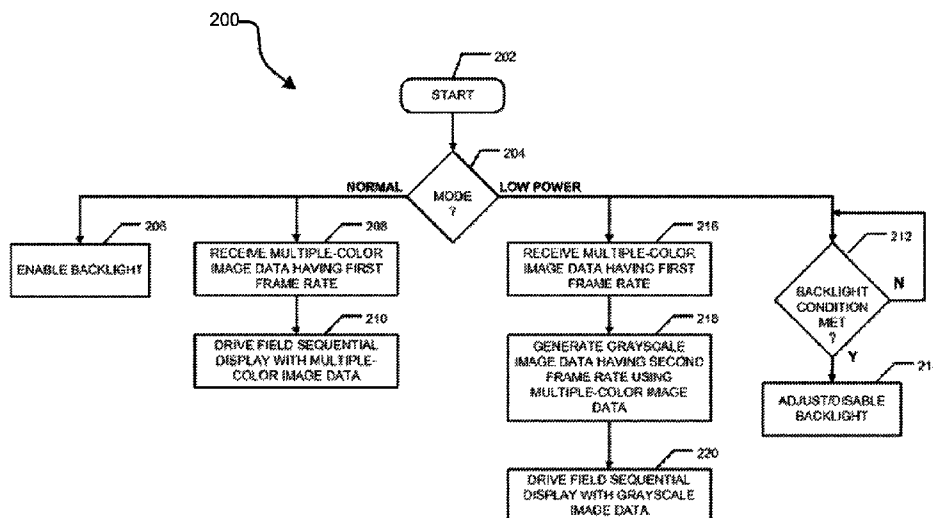 200
202
START
204
NORMAL
LOW POWER
MODE
?
206
ENABLE BACKLIGHT
208
RECEIVE MULTIPLE-COLOR
IMAGE DATA HAVING FIRST
FRAME RATE
210
DRIVE FIELD SEQUENTIAL
DISPLAY WITH MULTIPLE-
COLOR IMAGE DATA
216
RECEIVE MULTIPLE-COLOR
IMAGE DATA HAVING FIRST
FRAME RATE
218
GENERATE GRAYSCALE
IMAGE DATA HAVING SECOND
FRAME RATE USING
MULTIPLE-COLOR IMAGE
DATA
220
DRIVE FIELD SEQUENTIAL
DISPLAY WITH GRAYSCALE
IMAGE DATA
212
BACKLIGHT
CONDITION
MET
?
N
Y
21
ADJUST/DISABLE
BACKLIGHT